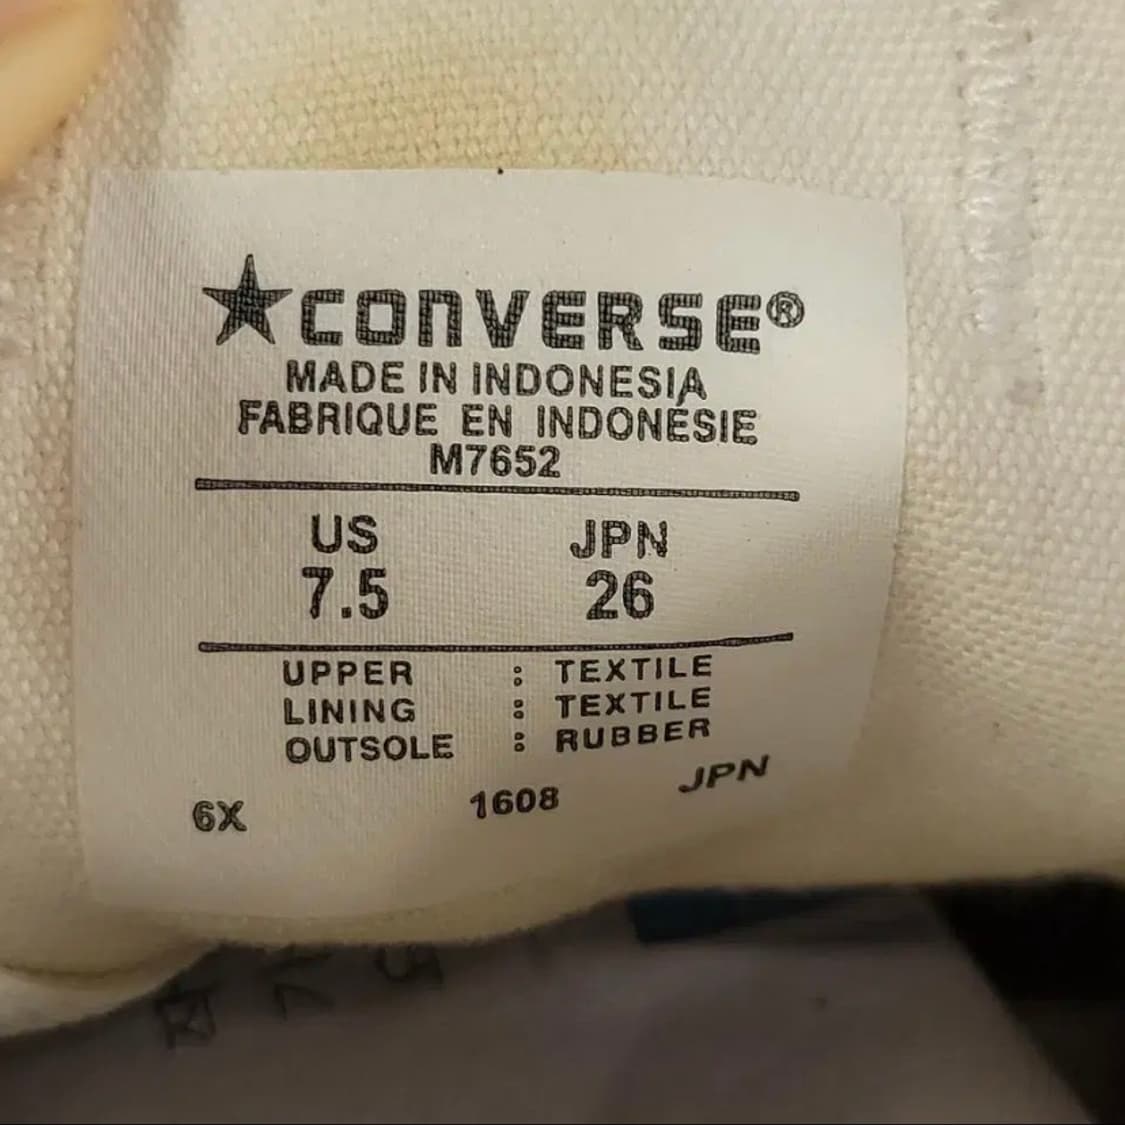 ★CONVERSE®
MADE IN INDONESIA
FABRIQUE EN INDONÉSIE
M7652
US JPN
7.5 26
UPPER : TEXTILE
LINING : TEXTILE
OUTSOLE : RUBBER
6X 1608 JPN